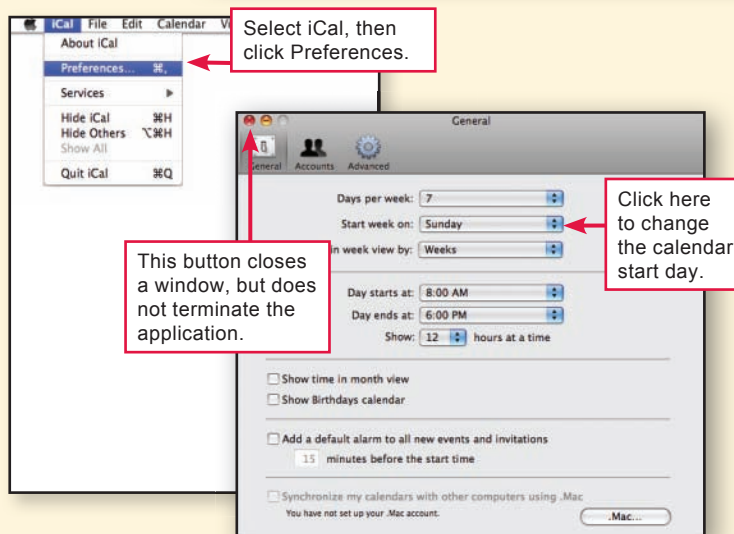 iCal File Edit Calendar
About iCal
Preferences... ⌘,
Services ▶
Hide iCal ⌘H
Hide Others ⌥⌘H
Show All
Quit iCal ⌘Q
Select iCal, then
click Preferences.
General
General Accounts Advanced
Days per week: 7
Start week on: Sunday
in week view by: Weeks
Day starts at: 8:00 AM
Day ends at: 6:00 PM
Show: 12 hours at a time
Show time in month view
Show Birthdays calendar
Add a default alarm to all new events and invitations
15 minutes before the start time
Synchronize my calendars with other computers using .Mac
You have not set up your .Mac account.
.Mac...
Click here
to change
the calendar
start day.
This button closes
a window, but does
not terminate the
application.